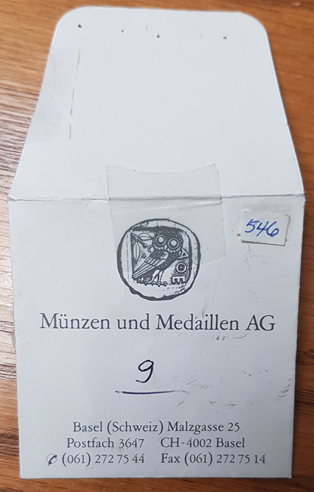 546
Münzen und Medaillen AG
9
Basel (Schweiz) Malzgasse 25
Postfach 3647 CH-4002 Basel
✆ (061) 272 75 44 Fax (061) 272 75 14